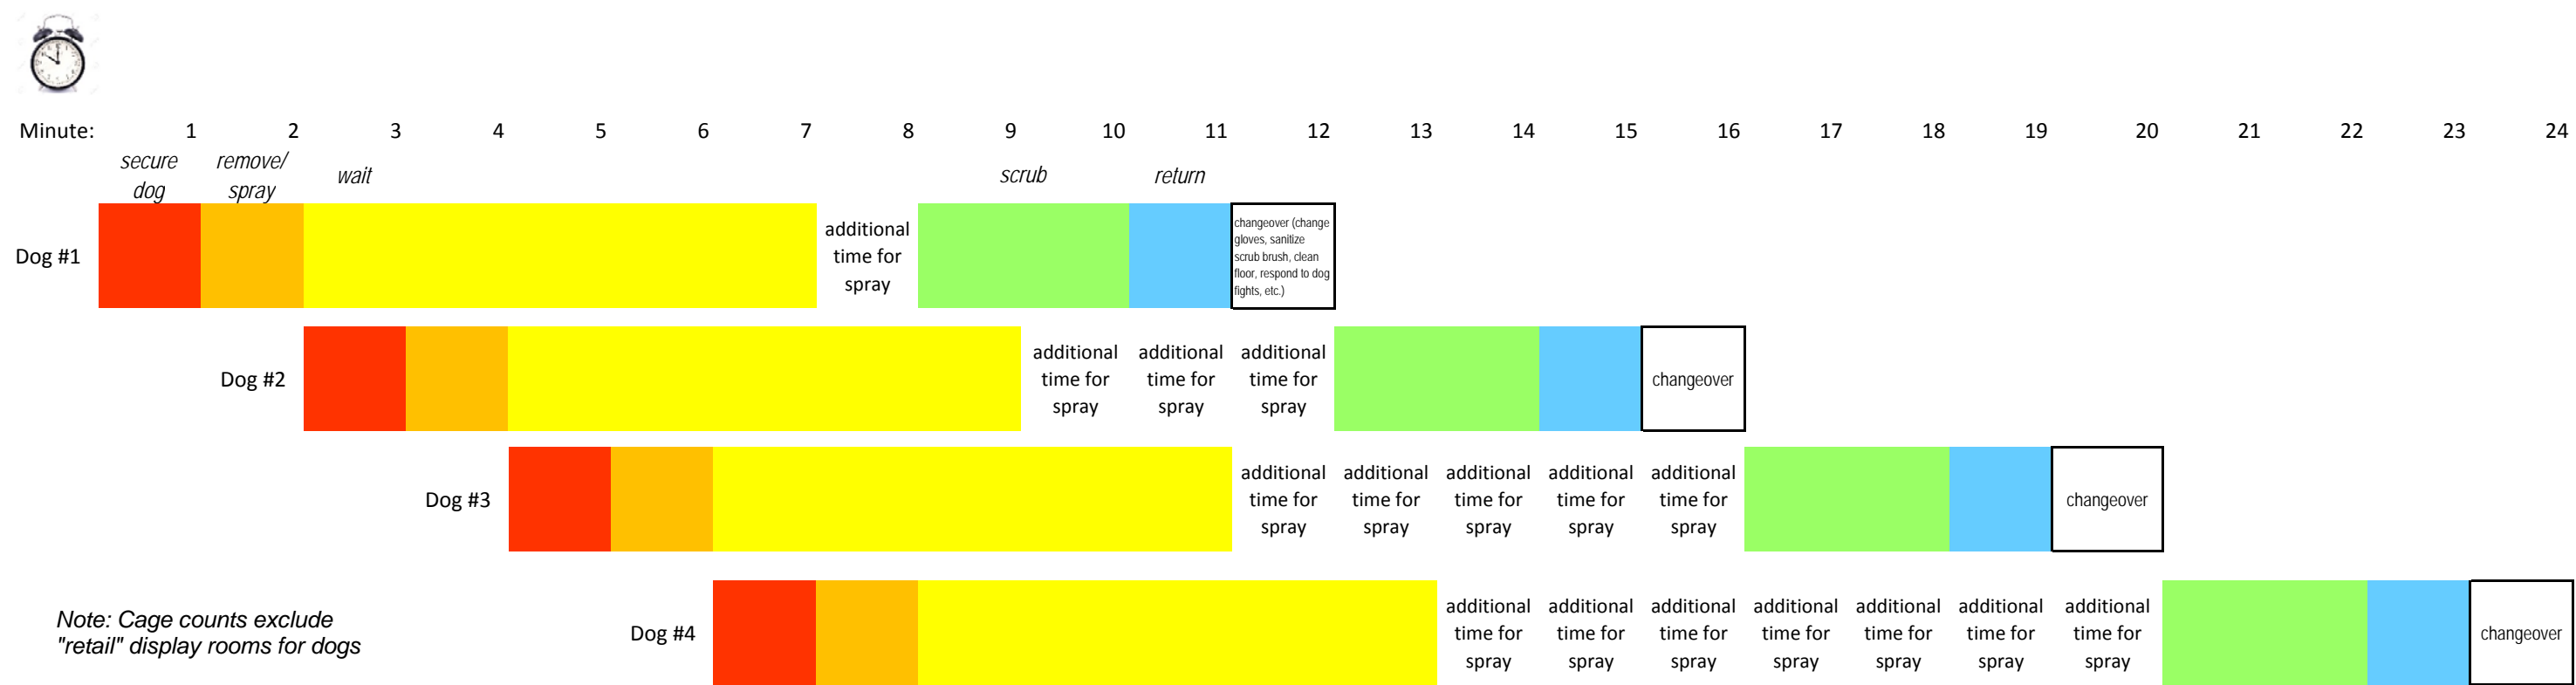 Minute: 1 2 3 4 5 6 7 8 9 10 11 12 13 14 15 16 17 18 19 20 21 22 23 24
secure
dog
remove/
spray
wait
scrub
return
Dog #1
additional
time for
spray
changeover (change
gloves, sanitize
scrub brush, clean
floor, respond to dog
fights, etc.)
Dog #2
additional
time for
spray
additional
time for
spray
additional
time for
spray
changeover
Dog #3
additional
time for
spray
additional
time for
spray
additional
time for
spray
additional
time for
spray
additional
time for
spray
changeover
Note: Cage counts exclude
"retail" display rooms for dogs
Dog #4
additional
time for
spray
additional
time for
spray
additional
time for
spray
additional
time for
spray
additional
time for
spray
additional
time for
spray
additional
time for
spray
changeover